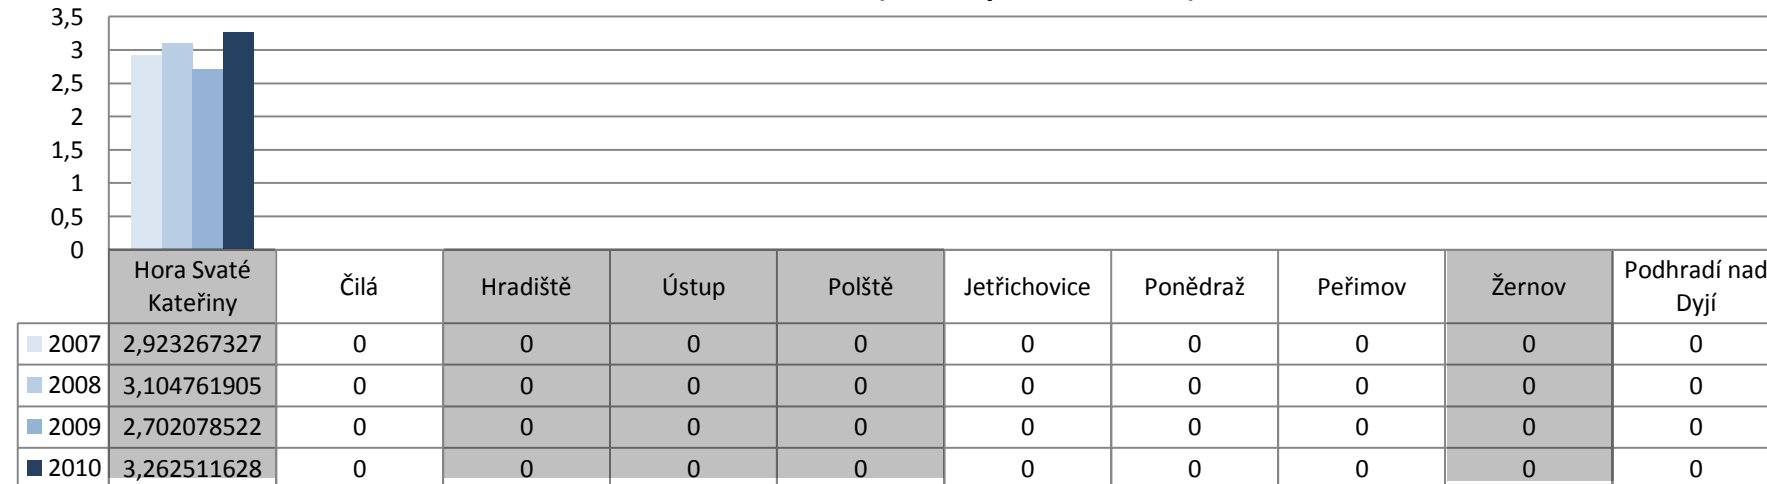 3,5
3
2,5
2
1,5
1
0,5
0
Hora Svaté Kateřiny	Čilá	Hradiště	Ústup	Polště	Jetřichovice	Ponědraž	Peřimov	Žernov	Podhradí nad Dyjí
2007	2,923267327	0	0	0	0	0	0	0	0	0
2008	3,104761905	0	0	0	0	0	0	0	0	0
2009	2,702078522	0	0	0	0	0	0	0	0	0
2010	3,262511628	0	0	0	0	0	0	0	0	0